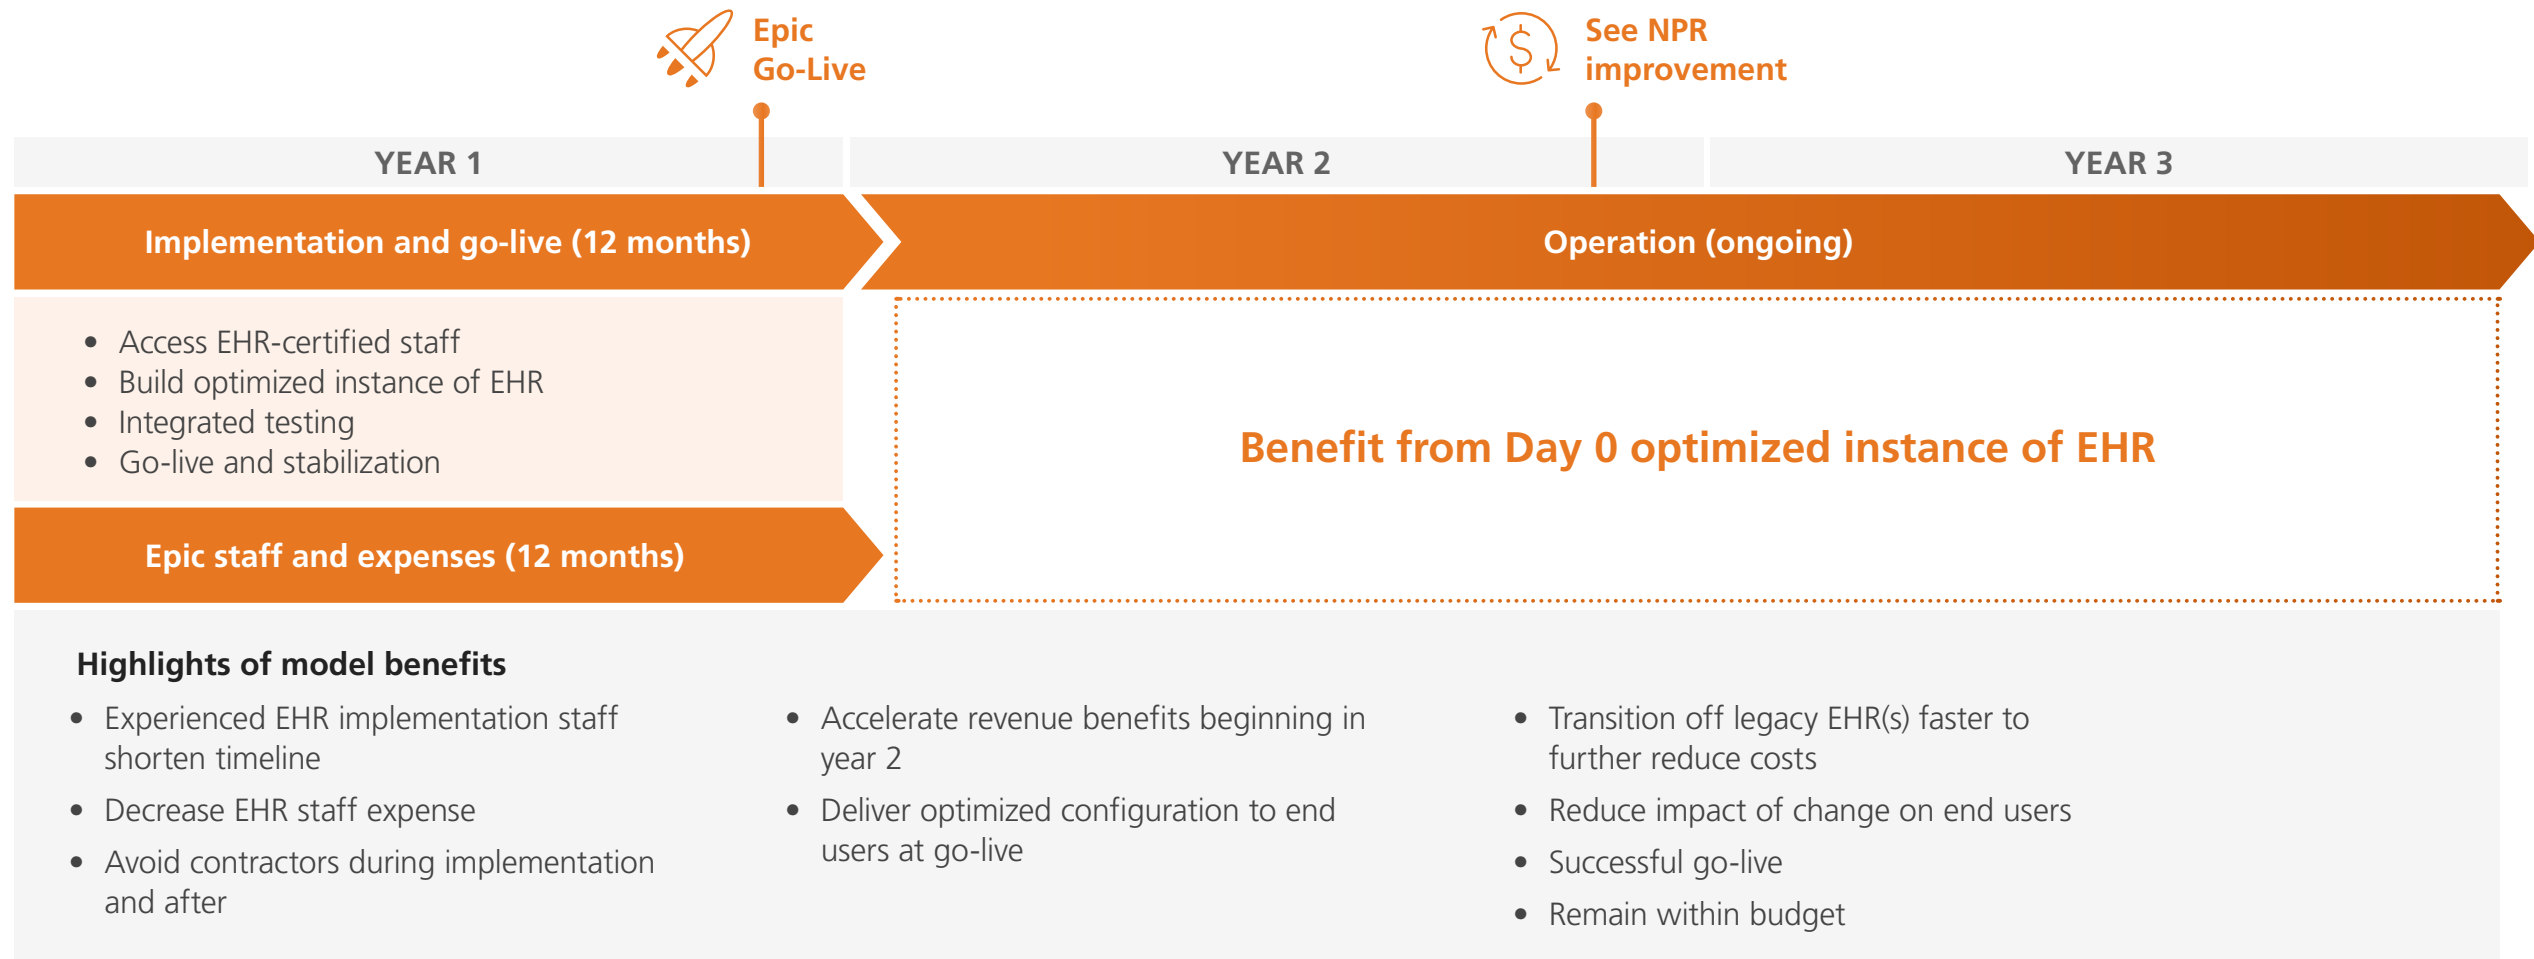 Epic
Go-Live
See NPR
improvement
YEAR 1
YEAR 2
YEAR 3
Implementation and go-live (12 months)
Operation (ongoing)
• Access EHR-certified staff
• Build optimized instance of EHR
• Integrated testing
• Go-live and stabilization
Benefit from Day 0 optimized instance of EHR
Epic staff and expenses (12 months)
Highlights of model benefits
• Experienced EHR implementation staff
shorten timeline
• Decrease EHR staff expense
• Avoid contractors during implementation
and after
• Accelerate revenue benefits beginning in
year 2
• Deliver optimized configuration to end
users at go-live
• Transition off legacy EHR(s) faster to
further reduce costs
• Reduce impact of change on end users
• Successful go-live
• Remain within budget